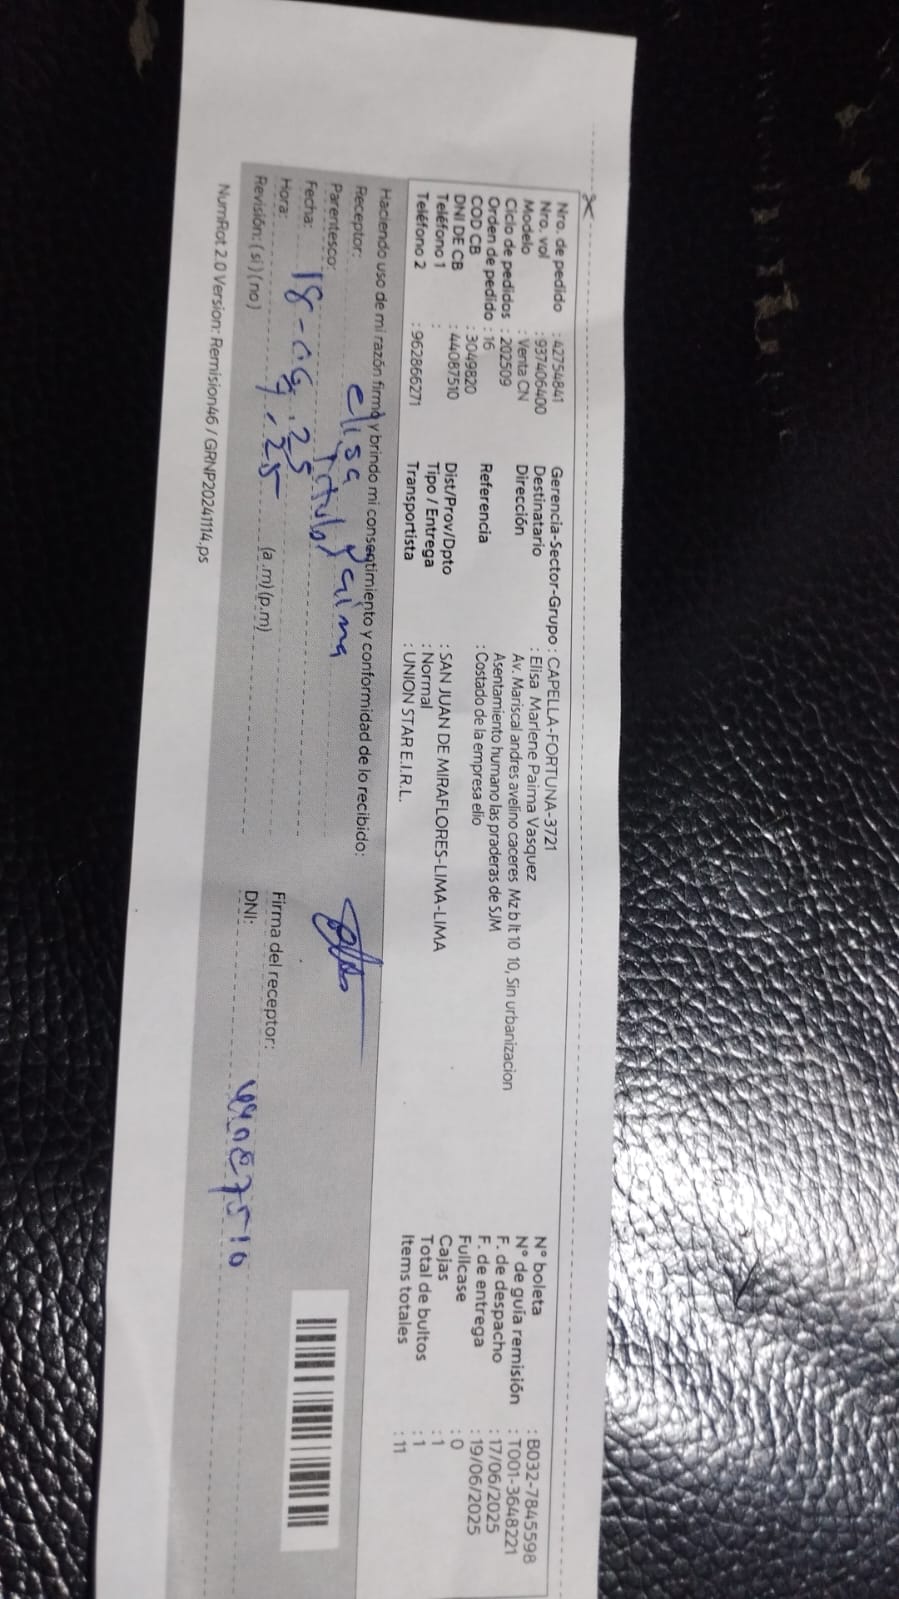 Nro. de pedido : 42754841
Nro. vol : 937406400
Modelo : Venta CN
Ciclo de pedidos : 202509
Orden de pedido : 16
COD CB : 3049820
DNI DE CB : 44087510
Teléfono 1 :
Teléfono 2 : 962866271
Gerencia-Sector-Grupo : CAPELLA-FORTUNA-3721
Destinatario : Elisa Marlene Paima Vasquez
Dirección Av. Mariscal andres avelino caceres Mz b lt 10 10, Sin urbanizacion
Asentamiento humano las praderas de SJM
Referencia : Costado de la empresa elio
Dist/Prov/Dpto : SAN JUAN DE MIRAFLORES-LIMA-LIMA
Tipo / Entrega : Normal
Transportista : UNION STAR E.I.R.L.
N° boleta : B032-7845598
N° de guía remisión : T001-3648221
F. de despacho : 17/06/2025
F. de entrega : 19/06/2025
Fullcase : 0
Cajas : 1
Total de bultos : 1
Items totales : 11
Haciendo uso de mi razón firmo y brindo mi consentimiento y conformidad de lo recibido:
Receptor: elisa Paima
Parentesco: titular
Fecha: 18-06-25
Hora: (a.m)(p.m)
Revisión: (si)(no)
Firma del receptor:
DNI: 44087510
NumRot 2.0 Version: Remision46 / GRNP20241114.ps